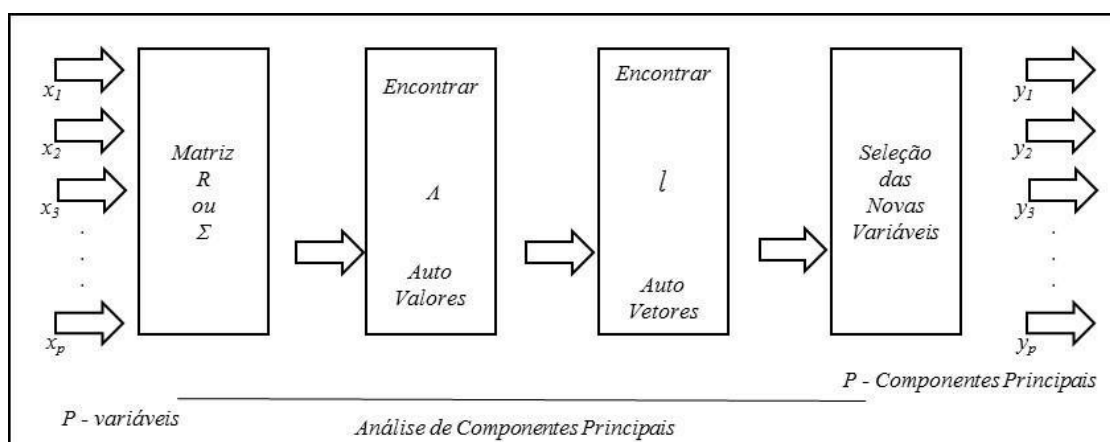 x1
x2
x3
.
.
.
xp
Matriz
R
ou
Σ
Encontrar
Λ
Auto
Valores
Encontrar
l
Auto
Vetores
Seleção
das
Novas
Variáveis
y1
y2
y3
.
.
.
yp
P - Componentes Principais
P - variáveis
Análise de Componentes Principais